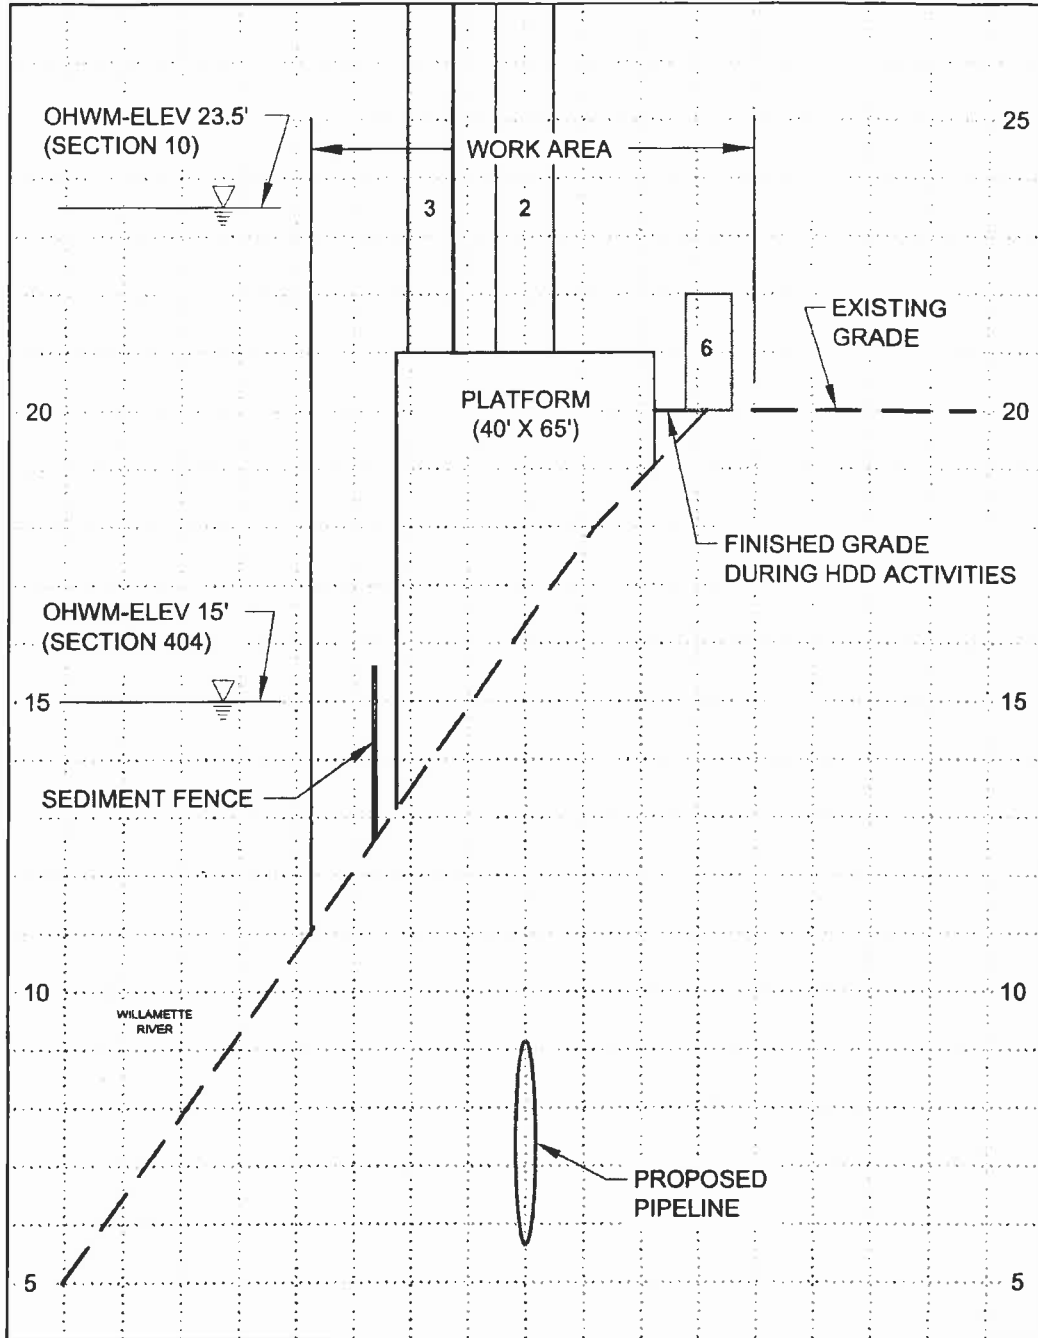 OHWM-ELEV 23.5'
(SECTION 10)
25
WORK AREA
3
2
EXISTING
GRADE
6
20
PLATFORM
(40' X 65')
20
FINISHED GRADE
DURING HDD ACTIVITIES
OHWM-ELEV 15'
(SECTION 404)
15
15
SEDIMENT FENCE
10
10
WILLAMETTE
RIVER
PROPOSED
PIPELINE
5
5